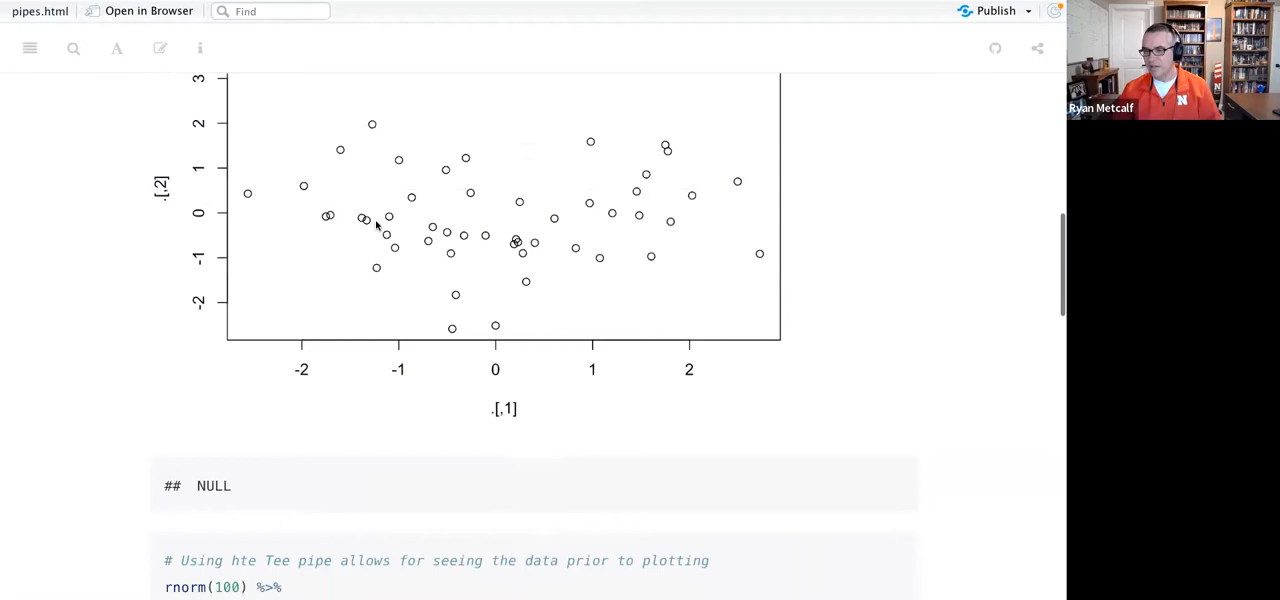 pipes.html Open in Browser Find Publish
Ryan Metcalf
N
3
2
1
0
-1
-2
.[,2]
-2 -1 0 1 2
.[,1]
## NULL
# Using hte Tee pipe allows for seeing the data prior to plotting
rnorm(100) %>%